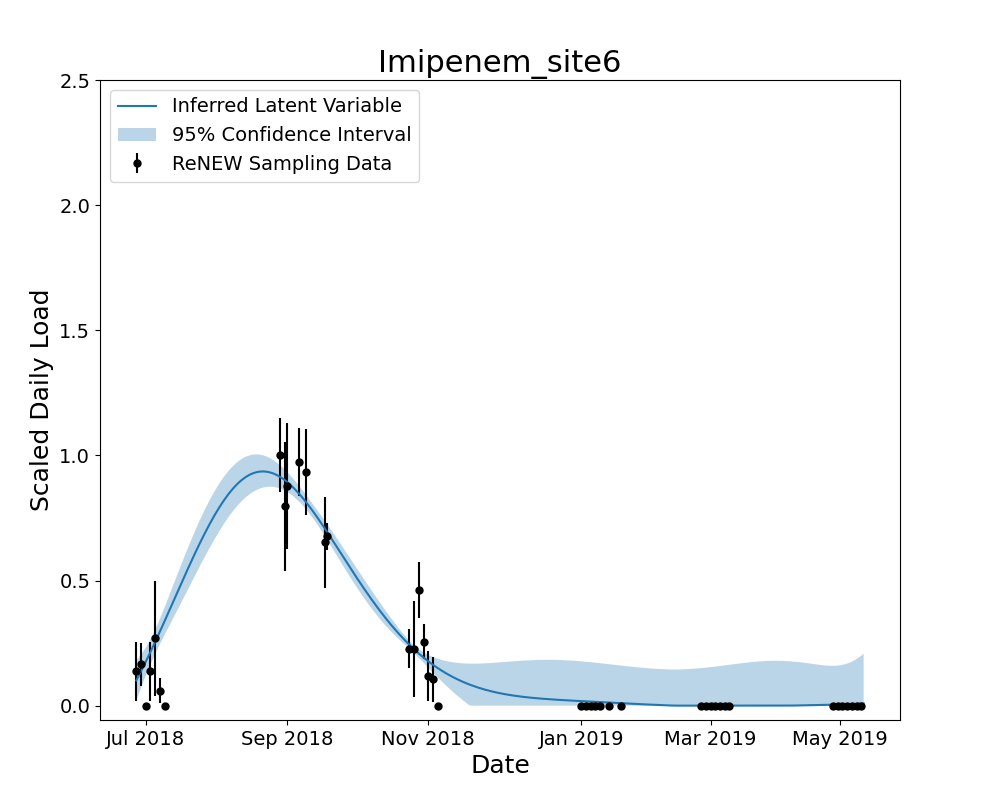 Imipenem_site6
Inferred Latent Variable
95% Confidence Interval
ReNEW Sampling Data
Scaled Daily Load
2.5
2.0
1.5
1.0
0.5
0.0
Jul 2018 Sep 2018 Nov 2018 Jan 2019 Mar 2019 May 2019
Date